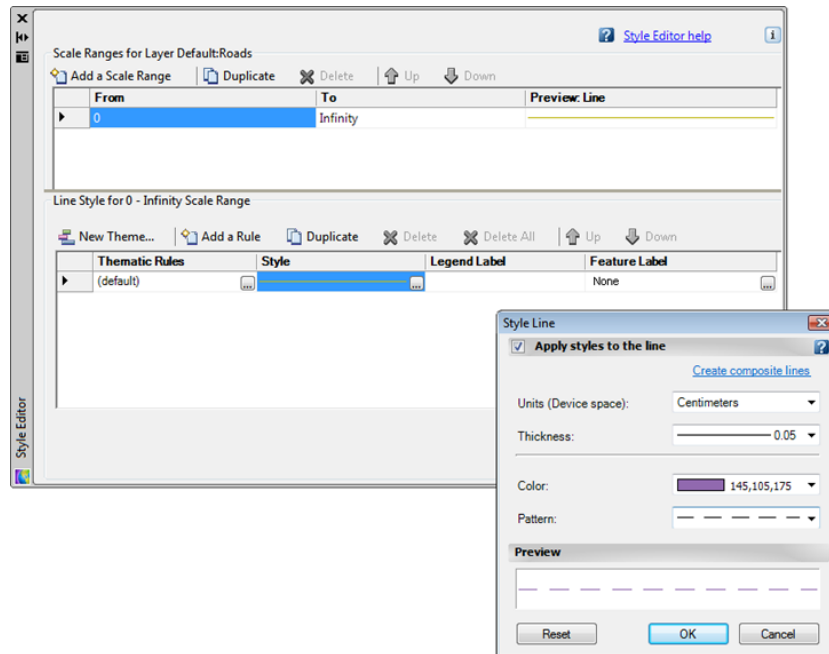 Style Editor help
Scale Ranges for Layer Default:Roads
Add a Scale Range Duplicate Delete Up Down
From To Preview: Line
0 Infinity
Line Style for 0 - Infinity Scale Range
New Theme... Add a Rule Duplicate Delete Delete All Up Down
Thematic Rules Style Legend Label Feature Label
(default) ... ... None ...
Style Editor
Style Line
Apply styles to the line
Create composite lines
Units (Device space): Centimeters
Thickness: 0.05
Color: 145,105,175
Pattern:
Preview
Reset OK Cancel